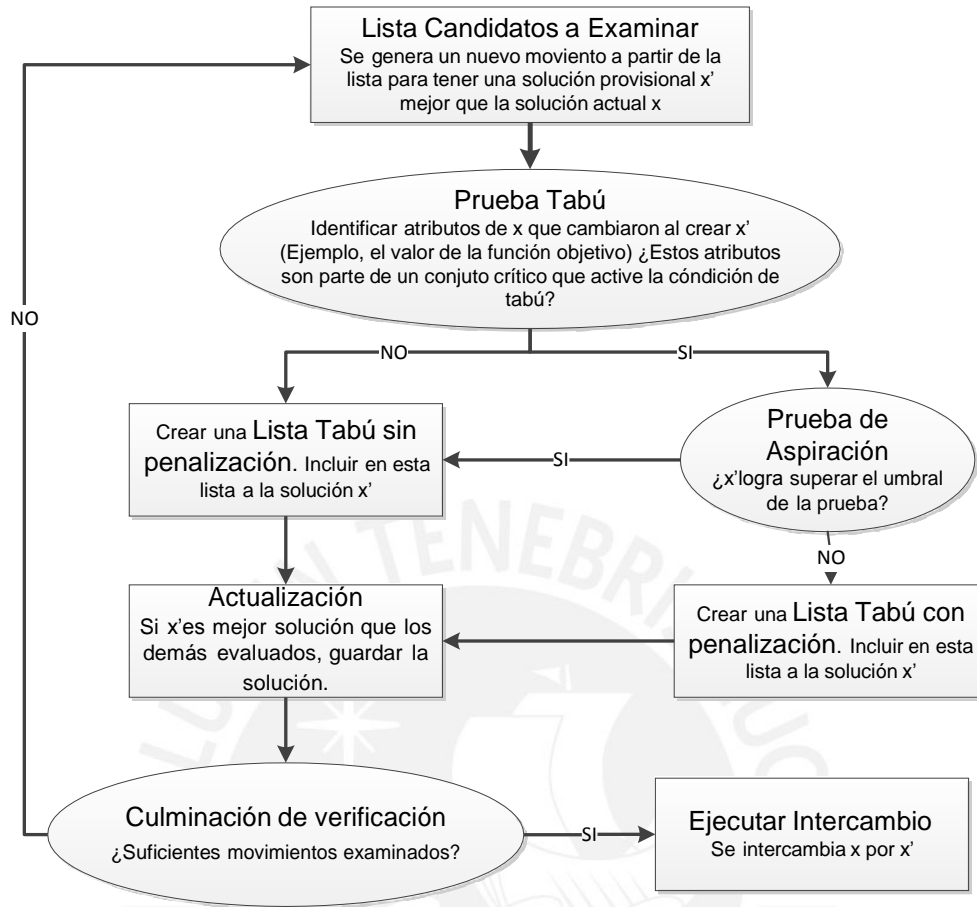 Lista Candidatos a Examinar
Se genera un nuevo moviento a partir de la
lista para tener una solución provisional x'
mejor que la solución actual x
Prueba Tabú
Identificar atributos de x que cambiaron al crear x'
(Ejemplo, el valor de la función objetivo) ¿Estos atributos
son parte de un conjuto crítico que active la cóndición de
tabú?
NO
NO
SI
Crear una Lista Tabú sin
penalización. Incluir en esta
lista a la solución x'
SI
Prueba de
Aspiración
¿x'logra superar el umbral
de la prueba?
NO
Actualización
Si x'es mejor solución que los
demás evaluados, guardar la
solución.
Crear una Lista Tabú con
penalización. Incluir en esta
lista a la solución x'
Culminación de verificación
¿Suficientes movimientos examinados?
SI
Ejecutar Intercambio
Se intercambia x por x'
TENEBRI